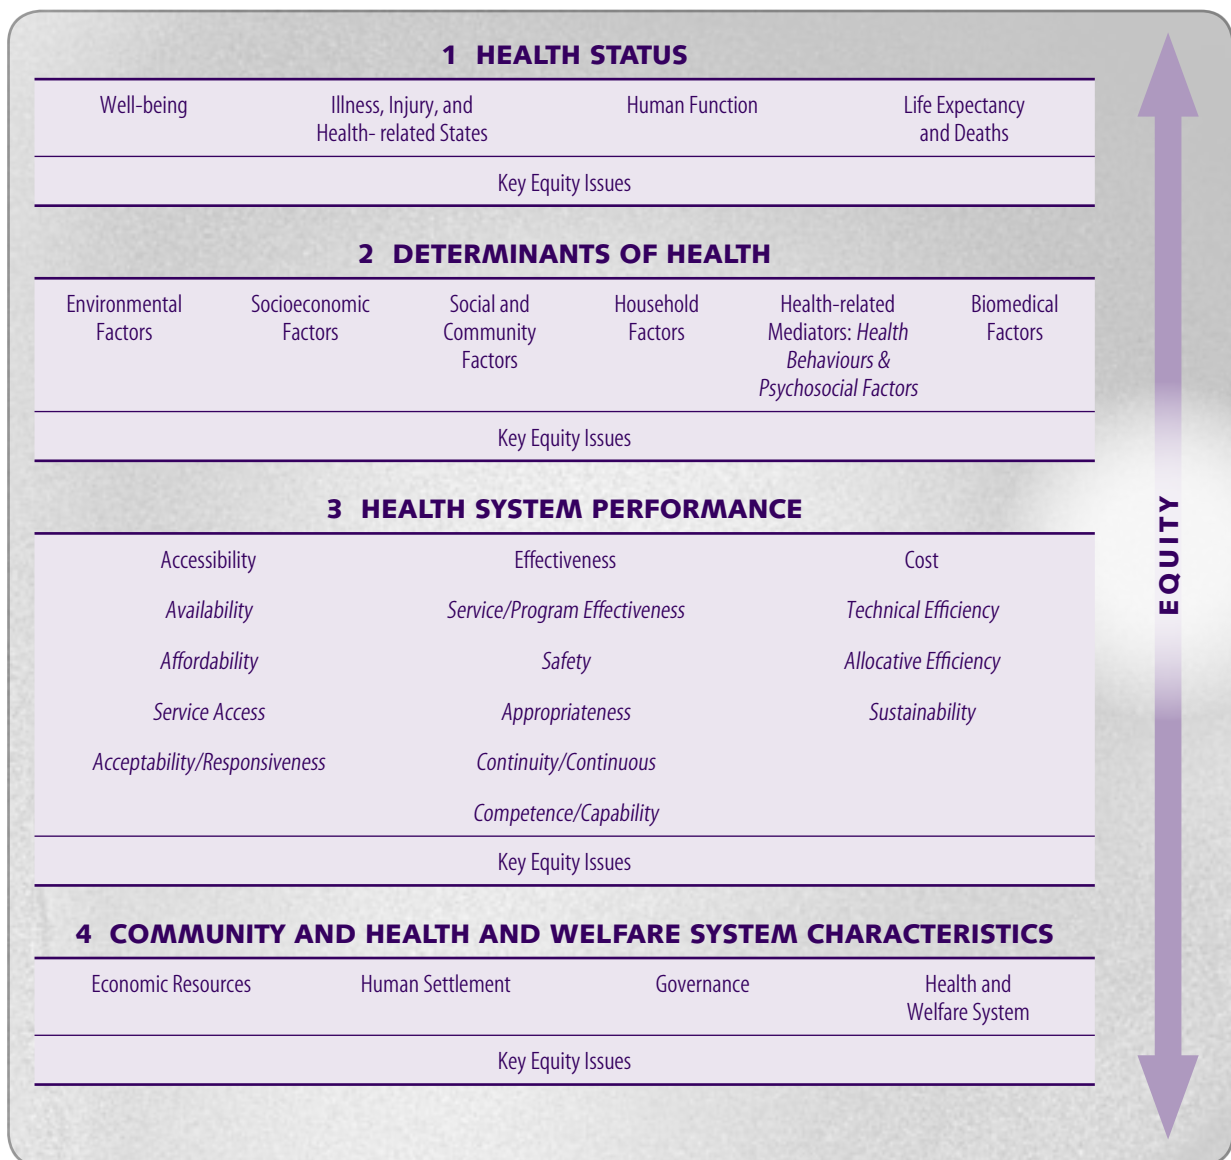 1 HEALTH STATUS
Well-being
Illness, Injury, and
Health- related States
Human Function
Life Expectancy
and Deaths
Key Equity Issues
2 DETERMINANTS OF HEALTH
Environmental
Factors
Socioeconomic
Factors
Social and
Community
Factors
Household
Factors
Health-related
Mediators: Health
Behaviours &
Psychosocial Factors
Biomedical
Factors
Key Equity Issues
3 HEALTH SYSTEM PERFORMANCE
Accessibility
Availability
Affordability
Service Access
Acceptability/Responsiveness
Effectiveness
Service/Program Effectiveness
Safety
Appropriateness
Continuity/Continuous
Competence/Capability
Cost
Technical Efficiency
Allocative Efficiency
Sustainability
Key Equity Issues
4 COMMUNITY AND HEALTH AND WELFARE SYSTEM CHARACTERISTICS
Economic Resources
Human Settlement
Governance
Health and
Welfare System
Key Equity Issues
EQUITY